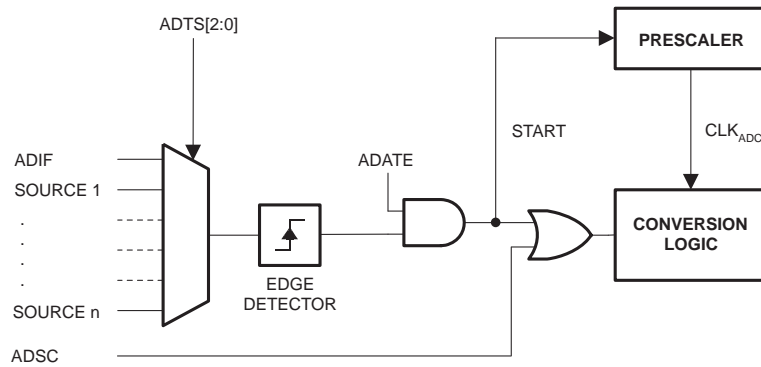 ADTS[2:0]
PRESCALER
START
CLKADC
ADIF
ADATE
SOURCE 1
.
.
.
.
CONVERSION
LOGIC
EDGE
DETECTOR
SOURCE n
ADSC